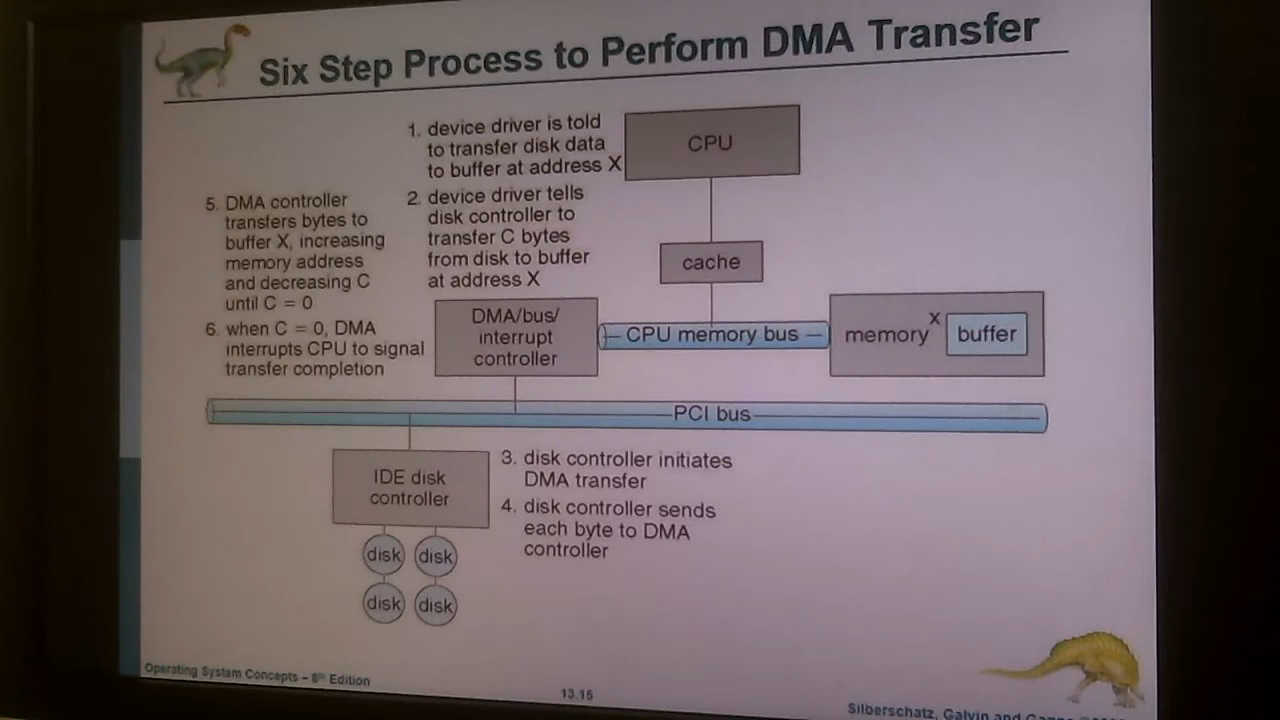 Six Step Process to Perform DMA Transfer
1. device driver is told
to transfer disk data
to buffer at address X
CPU
5. DMA controller
transfers bytes to
buffer X, increasing
memory address
and decreasing C
until C = 0
2. device driver tells
disk controller to
transfer C bytes
from disk to buffer
at address X
cache
6. when C = 0, DMA
interrupts CPU to signal
transfer completion
DMA/bus/
interrupt
controller
CPU memory bus
memory
X
buffer
PCI bus
IDE disk
controller
3. disk controller initiates
DMA transfer
4. disk controller sends
each byte to DMA
controller
disk disk
disk disk
Operating System Concepts – 8th Edition
13.15
Silberschatz, Galvin and